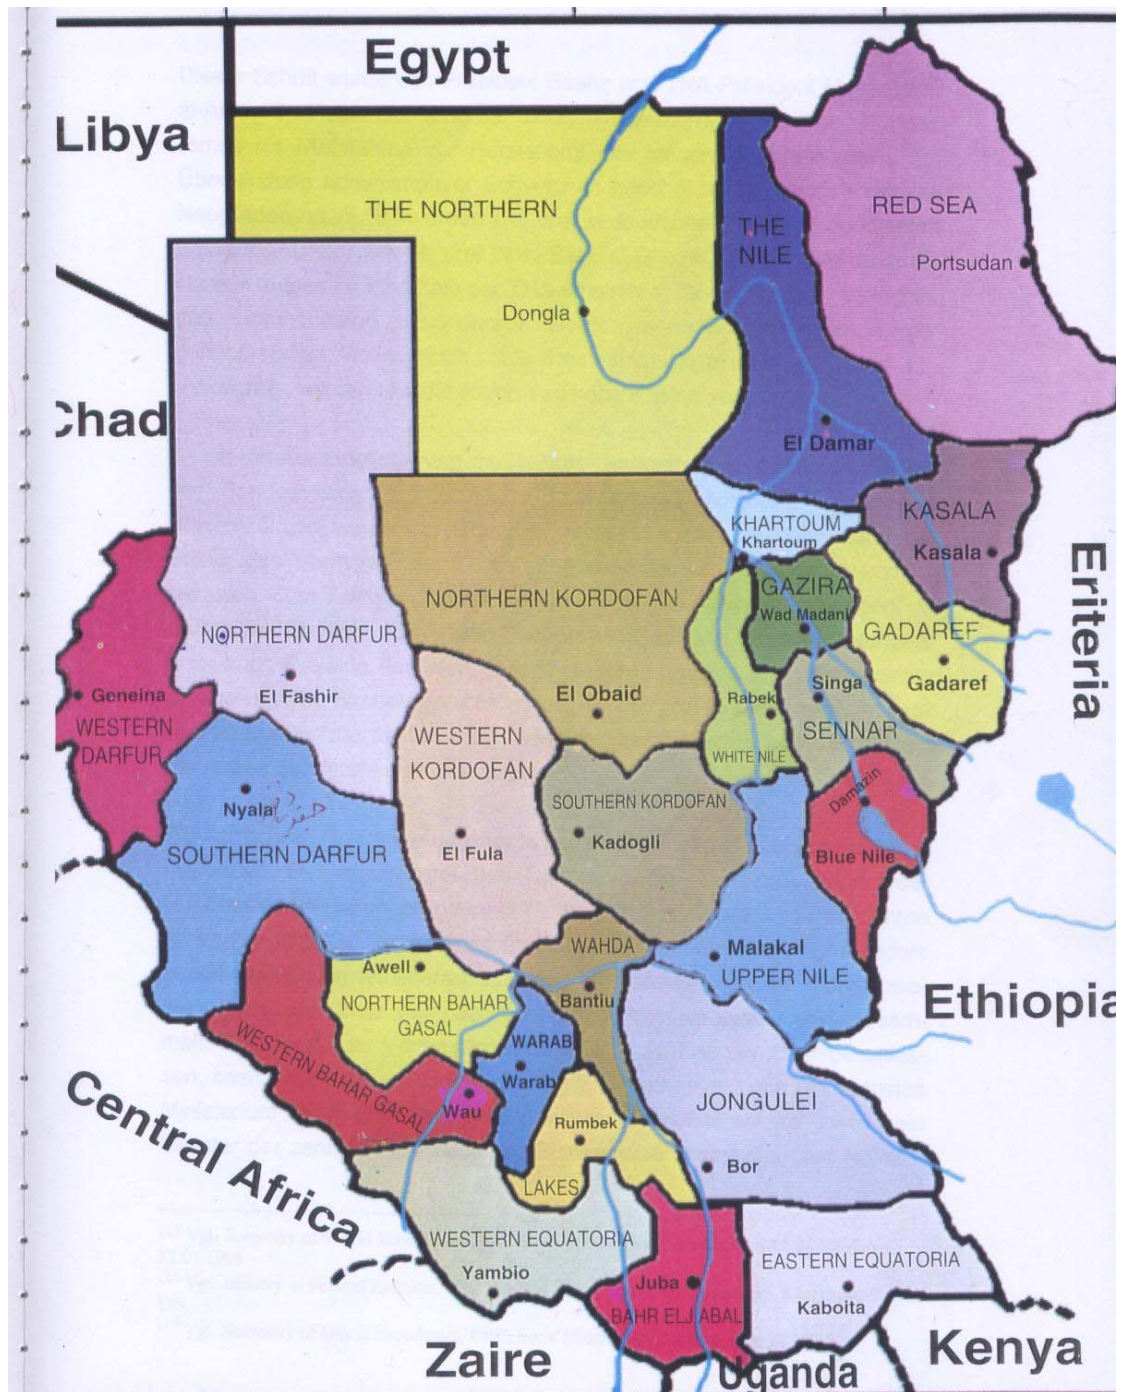 Egypt
Libya
THE NORTHERN
THE
NILE
RED SEA
Portsudan
Dongla
Chad
El Damar
KHARTOUM
Khartoum
KASALA
Kasala
GAZIRA
Wad Madani
NORTHERN KORDOFAN
NORTHERN DARFUR
GADAREF
Gadaref
Eriteria
El Fashir
Geneina
WESTERN
DARFUR
El Obaid
Rabek
Singa
SENNAR
WESTERN
KORDOFAN
WHITE NILE
Nyala
SOUTHERN KORDOFAN
Damazin
Kadogli
El Fula
SOUTHERN DARFUR
Blue Nile
WAHDA
Malakal
UPPER NILE
Awell
Bantiu
NORTHERN BAHAR
GASAL
Ethiopia
WESTERN BAHAR GASAL
WARAB
Warab
Wau
JONGULEI
Rumbek
Bor
LAKES
Central Africa
WESTERN EQUATORIA
EASTERN EQUATORIA
Yambio
Juba
Kaboita
BAHR ELJABAL
Zaire
Uganda
Kenya